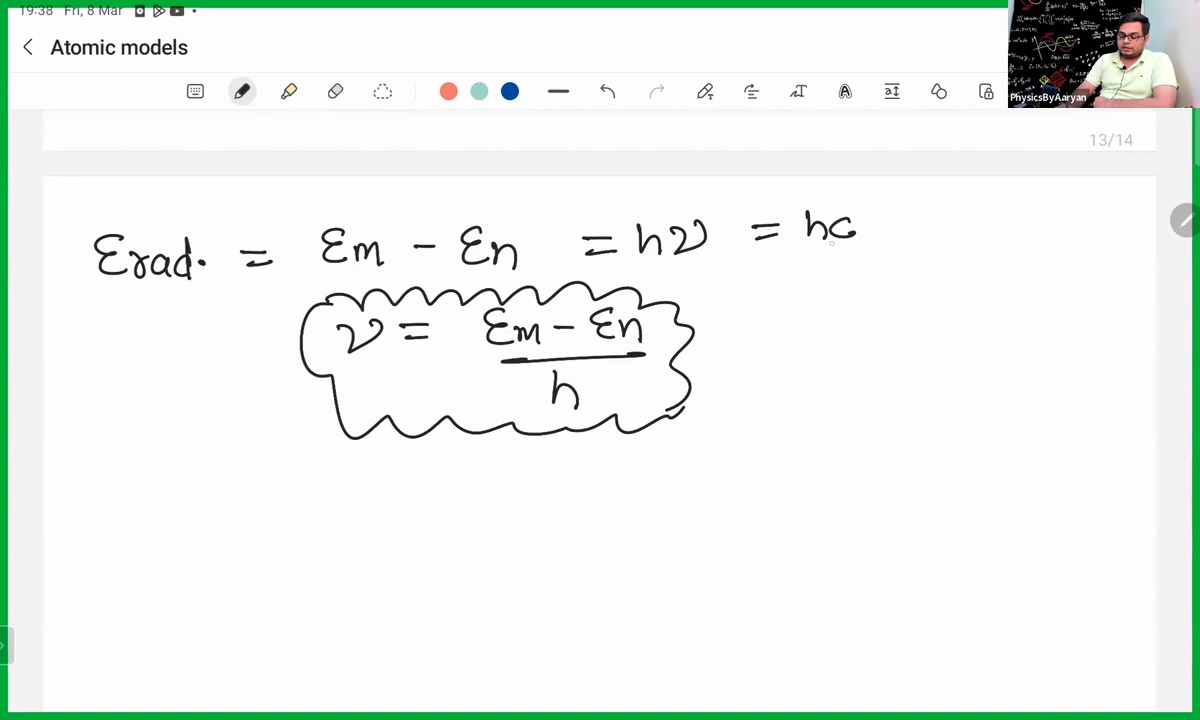 19:38 Fri, 8 Mar
Atomic models
PhysicsByAaryan
13/14
Erad. = Em - En = hν = hc
ν = Em - En
h